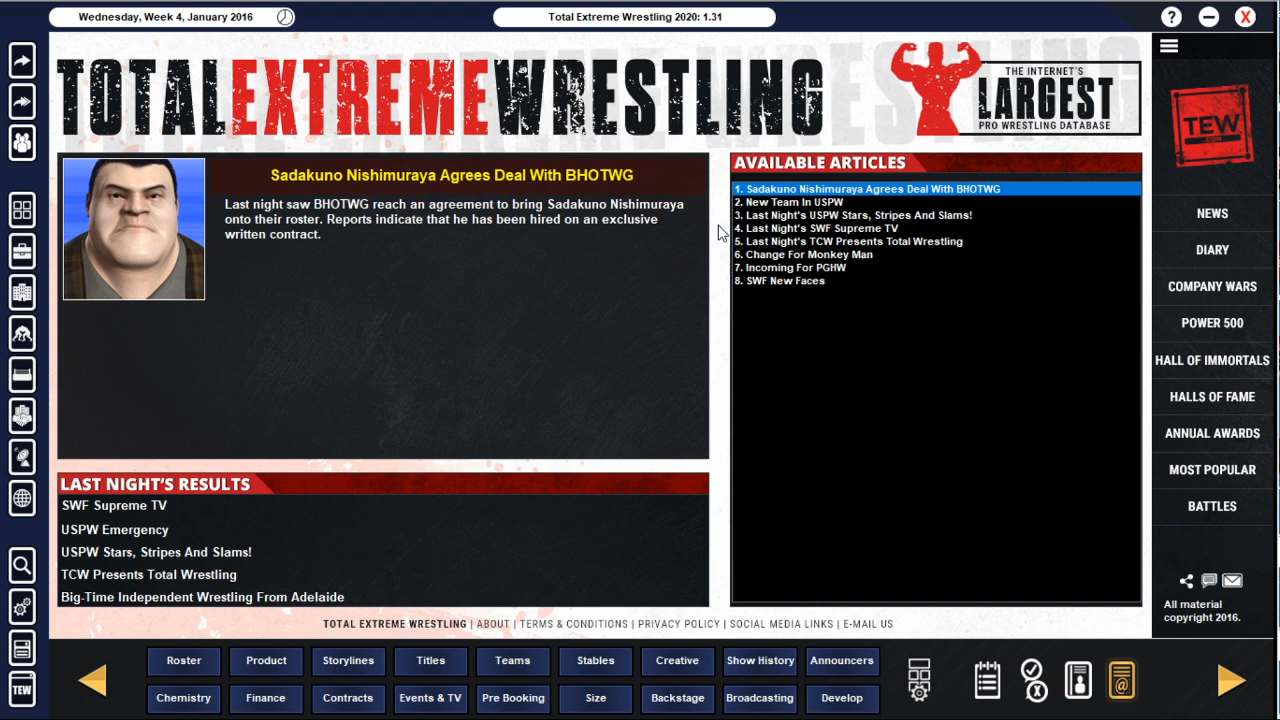 Wednesday, Week 4, January 2016
Total Extreme Wrestling 2020: 1.31
?
X
TOTALEXTREMEWRESTLING
THE INTERNET'S
LARGEST
PRO WRESTLING DATABASE
TEW
.COM
Sadakuno Nishimuraya Agrees Deal With BHOTWG
Last night saw BHOTWG reach an agreement to bring Sadakuno Nishimuraya
onto their roster. Reports indicate that he has been hired on an exclusive
written contract.
AVAILABLE ARTICLES
1. Sadakuno Nishimuraya Agrees Deal With BHOTWG
2. New Team In USPW
3. Last Night's USPW Stars, Stripes And Slams!
4. Last Night's SWF Supreme TV
5. Last Night's TCW Presents Total Wrestling
6. Change For Monkey Man
7. Incoming For PGHW
8. SWF New Faces
NEWS
DIARY
COMPANY WARS
POWER 500
HALL OF IMMORTALS
HALLS OF FAME
ANNUAL AWARDS
MOST POPULAR
BATTLES
LAST NIGHT'S RESULTS
SWF Supreme TV
USPW Emergency
USPW Stars, Stripes And Slams!
TCW Presents Total Wrestling
Big-Time Independent Wrestling From Adelaide
All material
copyright 2016.
TOTAL EXTREME WRESTLING | ABOUT | TERMS & CONDITIONS | PRIVACY POLICY | SOCIAL MEDIA LINKS | E-MAIL US
Roster
Product
Storylines
Titles
Teams
Stables
Creative
Show History
Announcers
Chemistry
Finance
Contracts
Events & TV
Pre Booking
Size
Backstage
Broadcasting
Develop
TEW